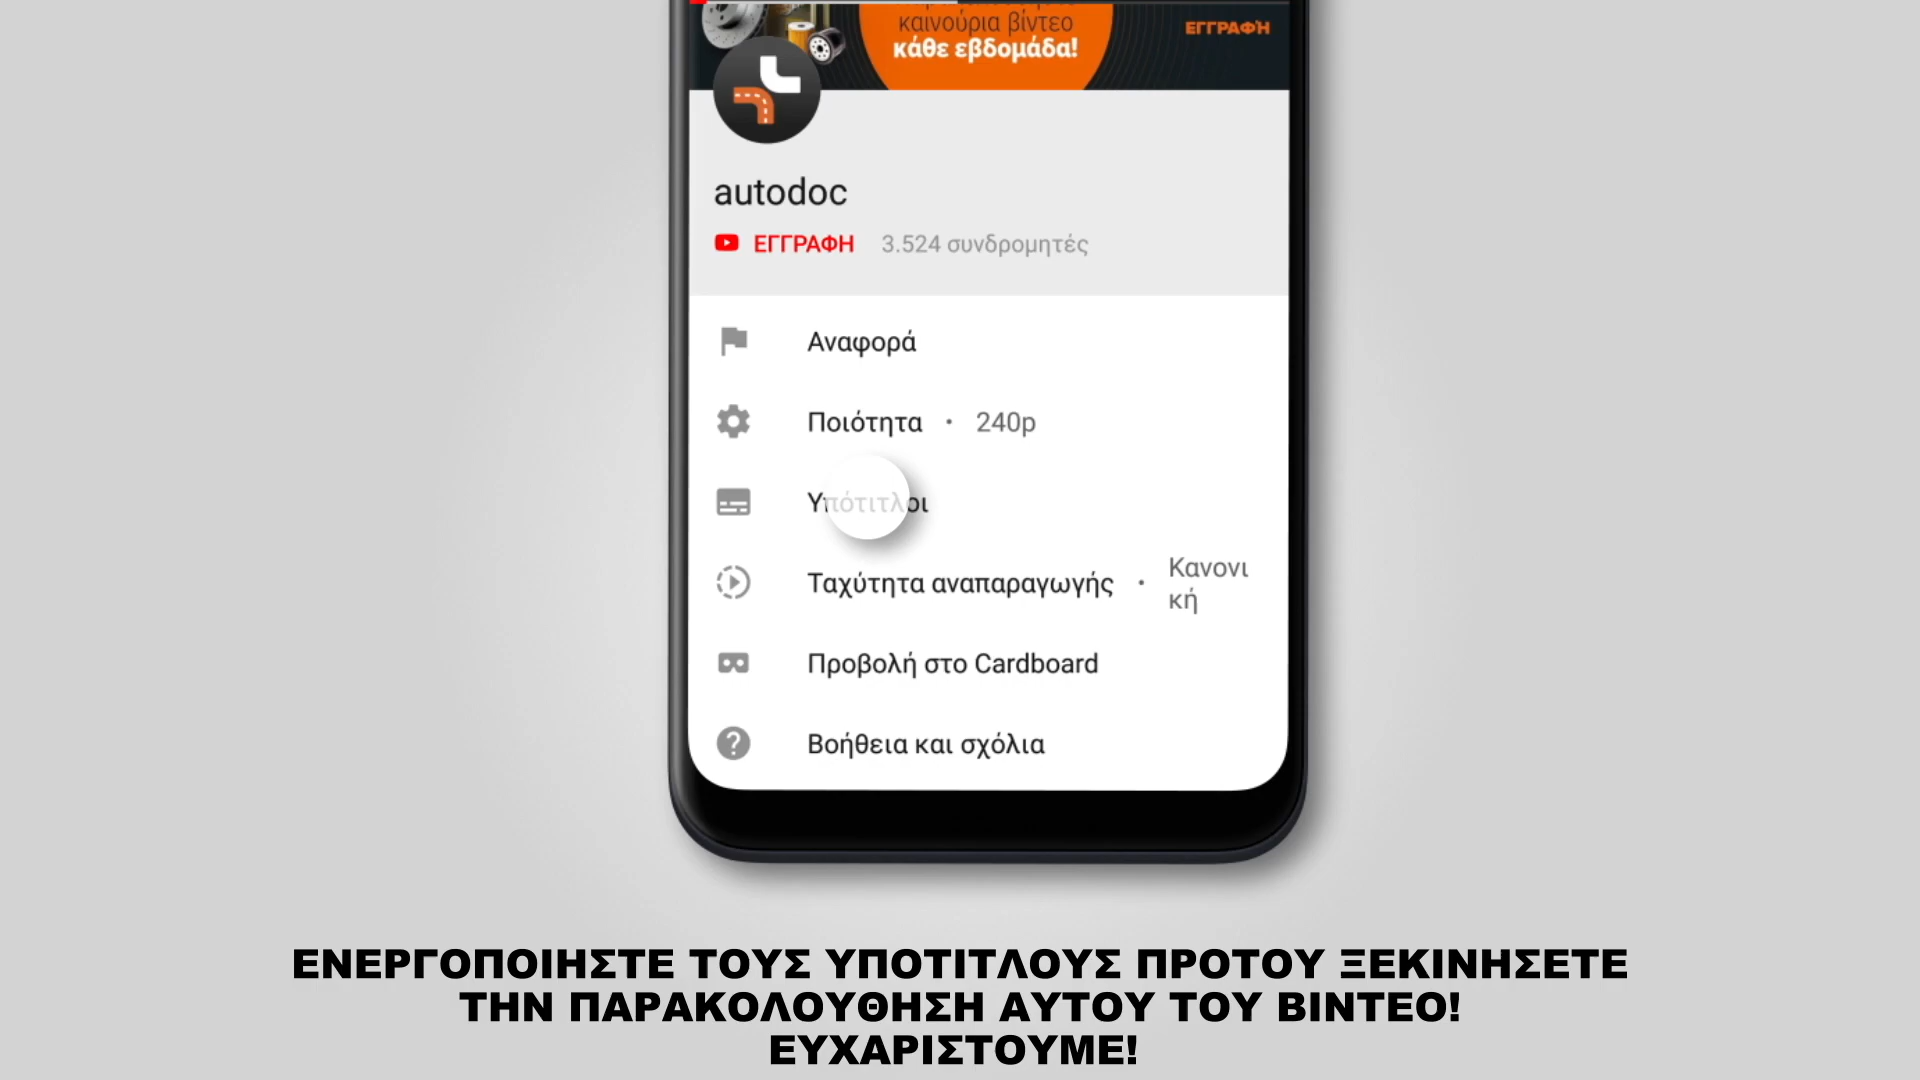 καινούρια βίντεο
κάθε εβδομάδα!
ΕΓΓΡΑΦΉ
autodoc
ΕΓΓΡΑΦΗ 3.524 συνδρομητές
Αναφορά
Ποιότητα • 240p
Υπότιτλοι
Ταχύτητα αναπαραγωγής • Κανονι
κή
Προβολή στο Cardboard
Βοήθεια και σχόλια
ΕΝΕΡΓΟΠΟΙΗΣΤΕ ΤΟΥΣ ΥΠΟΤΙΤΛΟΥΣ ΠΡΟΤΟΥ ΞΕΚΙΝΗΣΕΤΕ
ΤΗΝ ΠΑΡΑΚΟΛΟΥΘΗΣΗ ΑΥΤΟΥ ΤΟΥ ΒΙΝΤΕΟ!
ΕΥΧΑΡΙΣΤΟΥΜΕ!